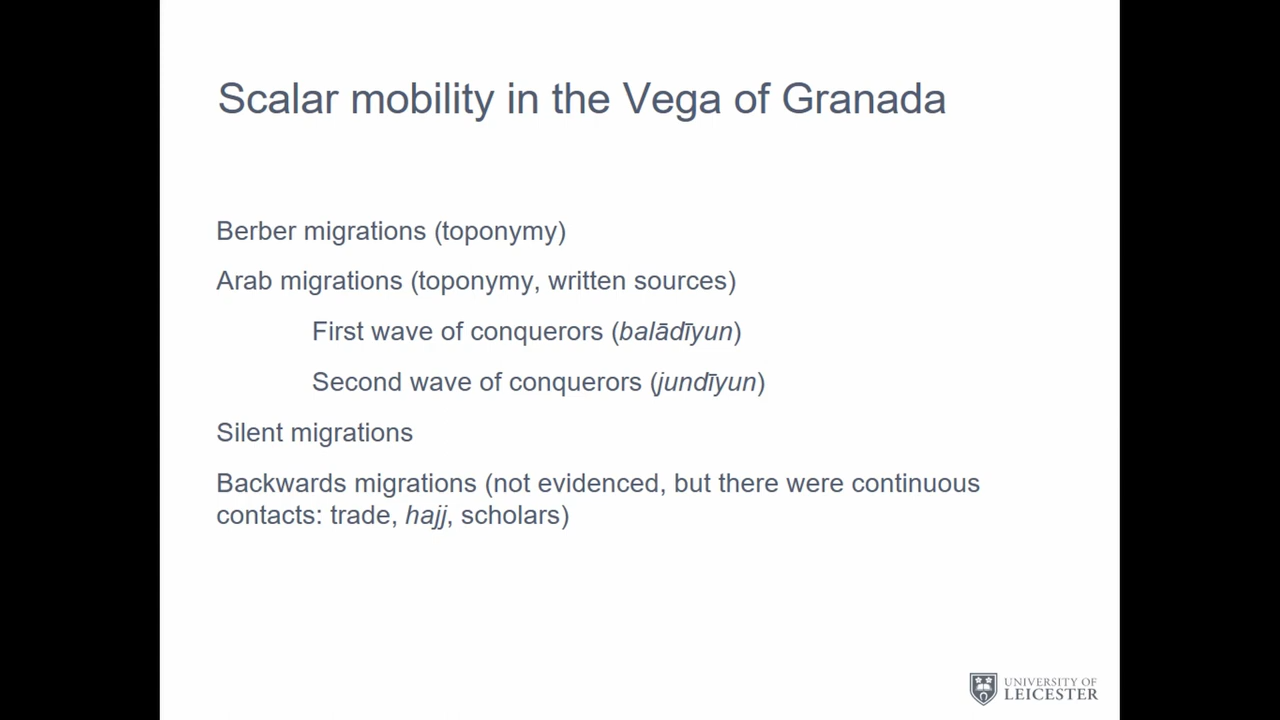 Scalar mobility in the Vega of Granada
Berber migrations (toponymy)
Arab migrations (toponymy, written sources)
First wave of conquerors (balādīyun)
Second wave of conquerors (jundīyun)
Silent migrations
Backwards migrations (not evidenced, but there were continuous
contacts: trade, hajj, scholars)
UNIVERSITY OF
LEICESTER